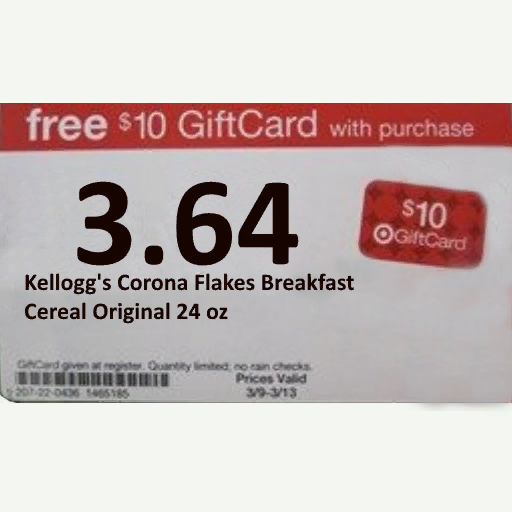 free $10 GiftCard with purchase
3.64
$10
GiftCard
Kellogg's Corona Flakes Breakfast
Cereal Original 24 oz
GiftCard given at register. Quantity limited; no rain checks.
Prices Valid
207-22-0436 1465185
3/9-3/13